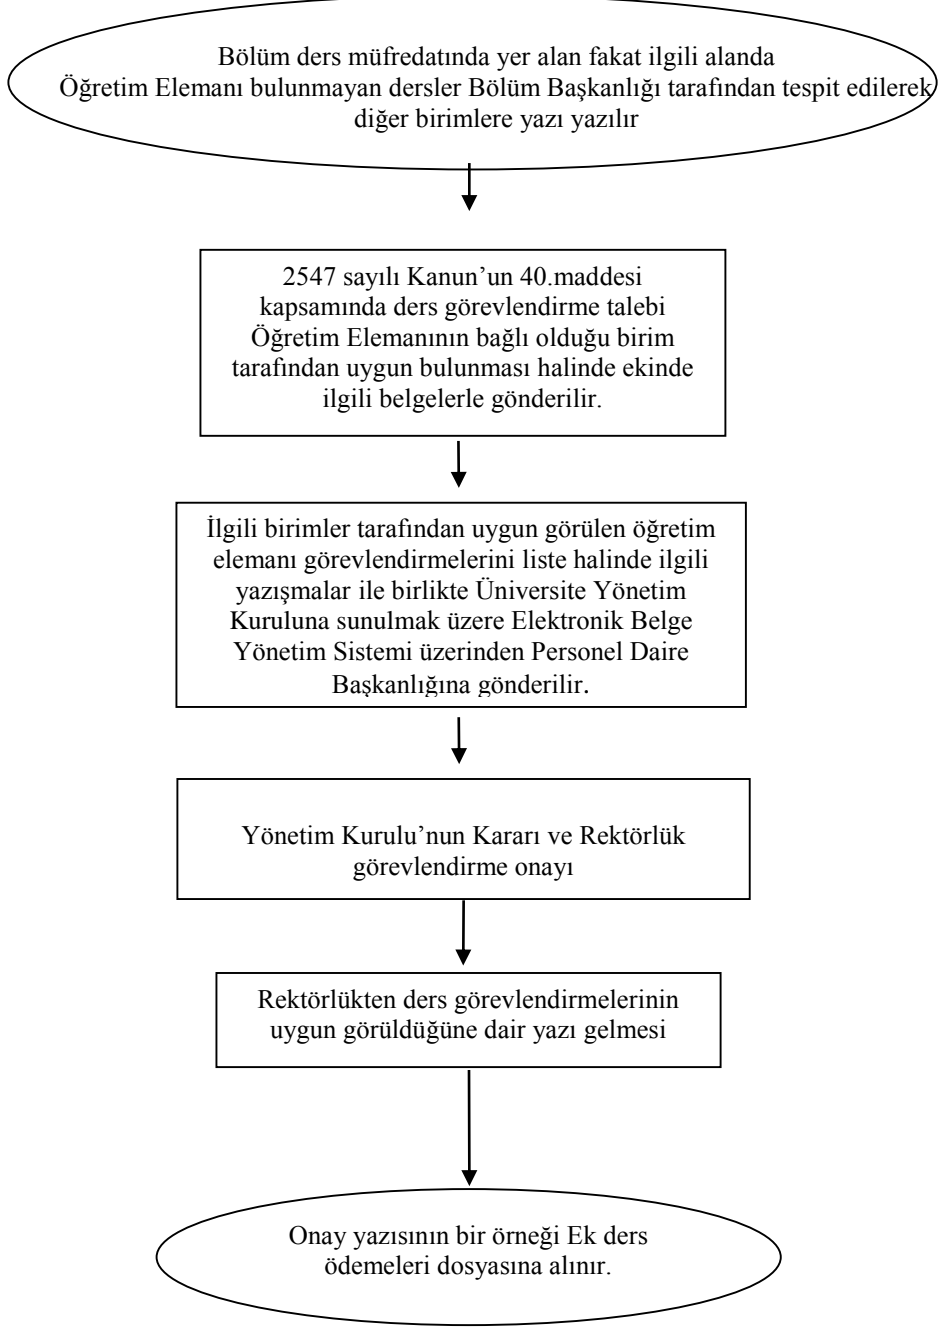 Bölüm ders müfredatında yer alan fakat ilgili alanda
Öğretim Elemanı bulunmayan dersler Bölüm Başkanlığı tarafından tespit edilerek
diğer birimlere yazı yazılır
2547 sayılı Kanun’un 40.maddesi
kapsamında ders görevlendirme talebi
Öğretim Elemanının bağlı olduğu birim
tarafından uygun bulunması halinde ekinde
ilgili belgelerle gönderilir.
İlgili birimler tarafından uygun görülen öğretim
elemanı görevlendirmelerini liste halinde ilgili
yazışmalar ile birlikte Üniversite Yönetim
Kuruluna sunulmak üzere Elektronik Belge
Yönetim Sistemi üzerinden Personel Daire
Başkanlığına gönderilir.
Yönetim Kurulu’nun Kararı ve Rektörlük
görevlendirme onayı
Rektörlükten ders görevlendirmelerinin
uygun görüldüğüne dair yazı gelmesi
Onay yazısının bir örneği Ek ders
ödemeleri dosyasına alınır.